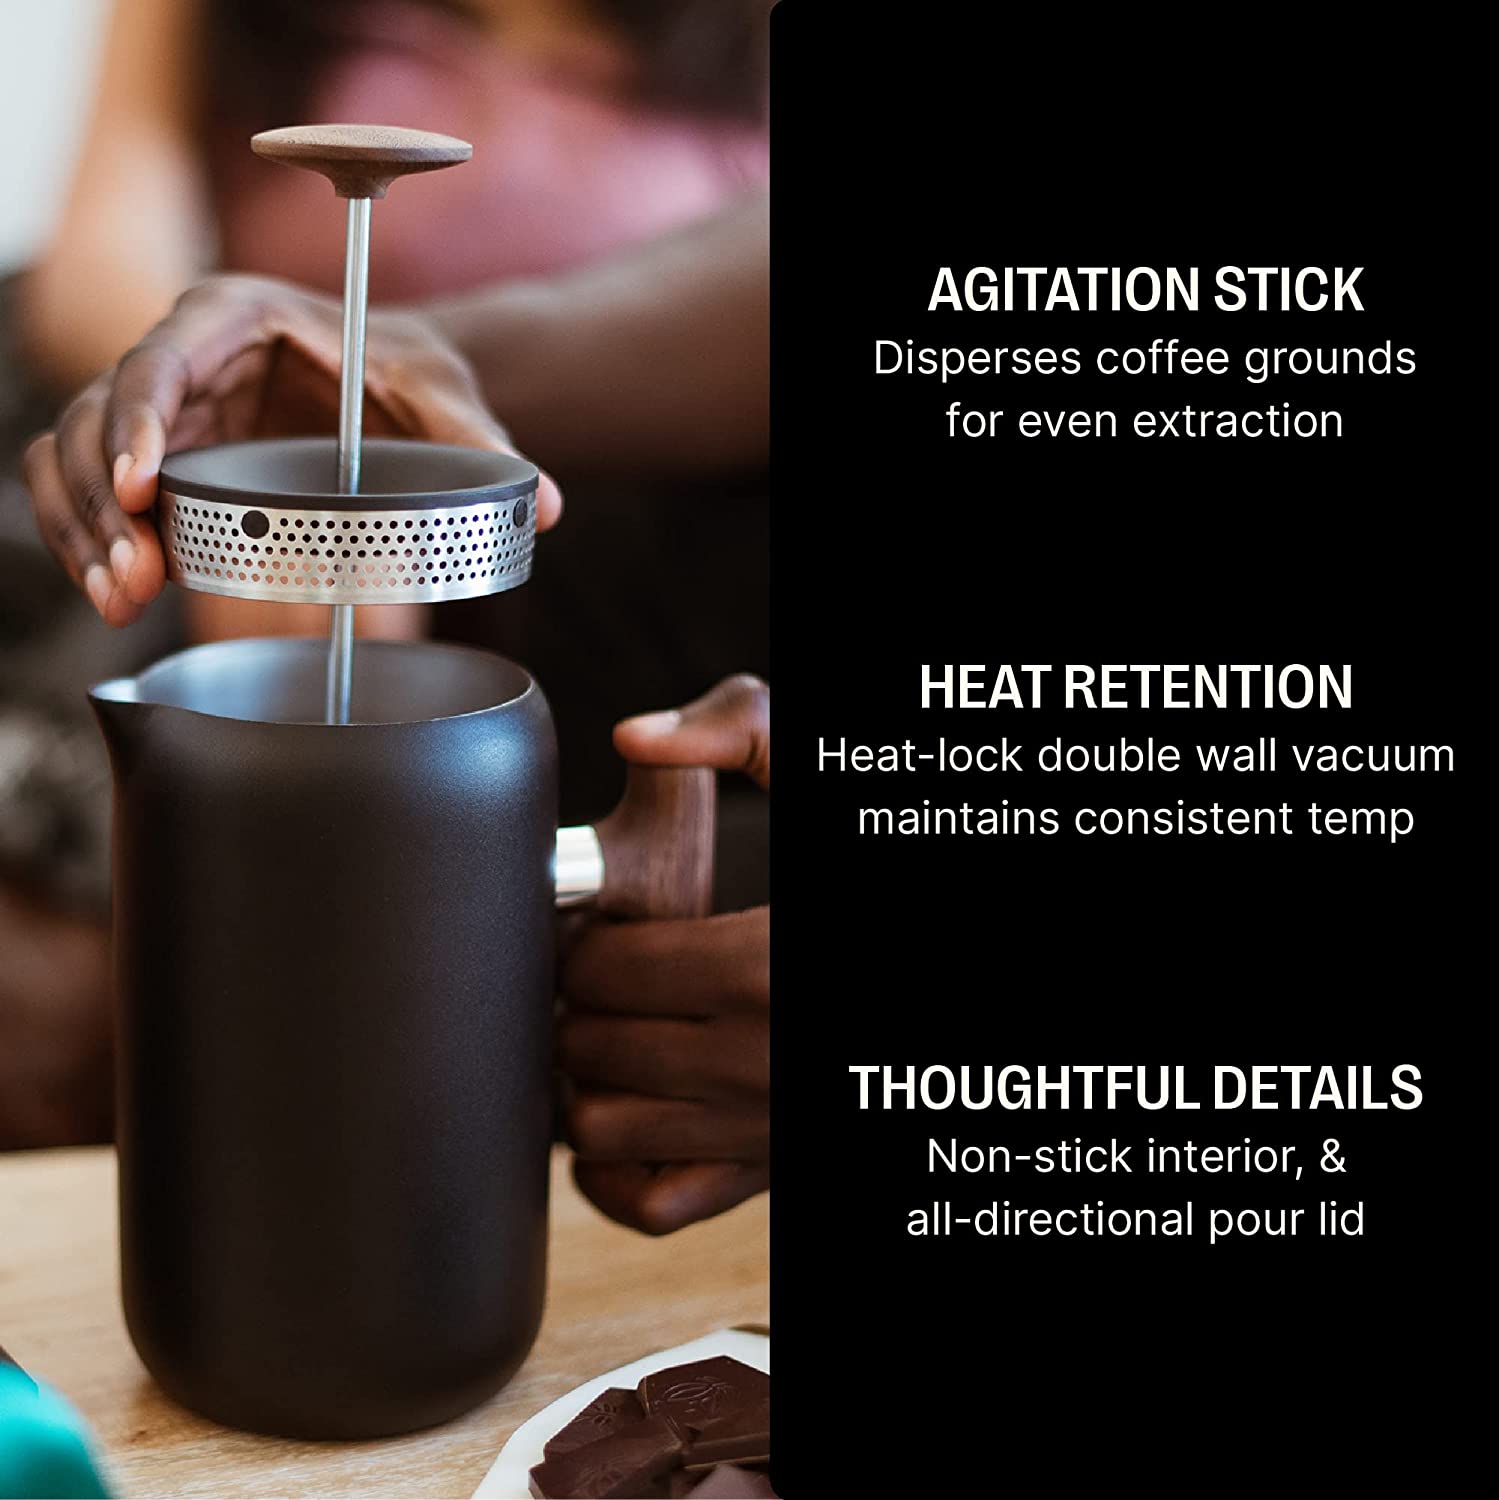 AGITATION STICK
Disperses coffee grounds
for even extraction
HEAT RETENTION
Heat-lock double wall vacuum
maintains consistent temp
THOUGHTFUL DETAILS
Non-stick interior, &
all-directional pour lid